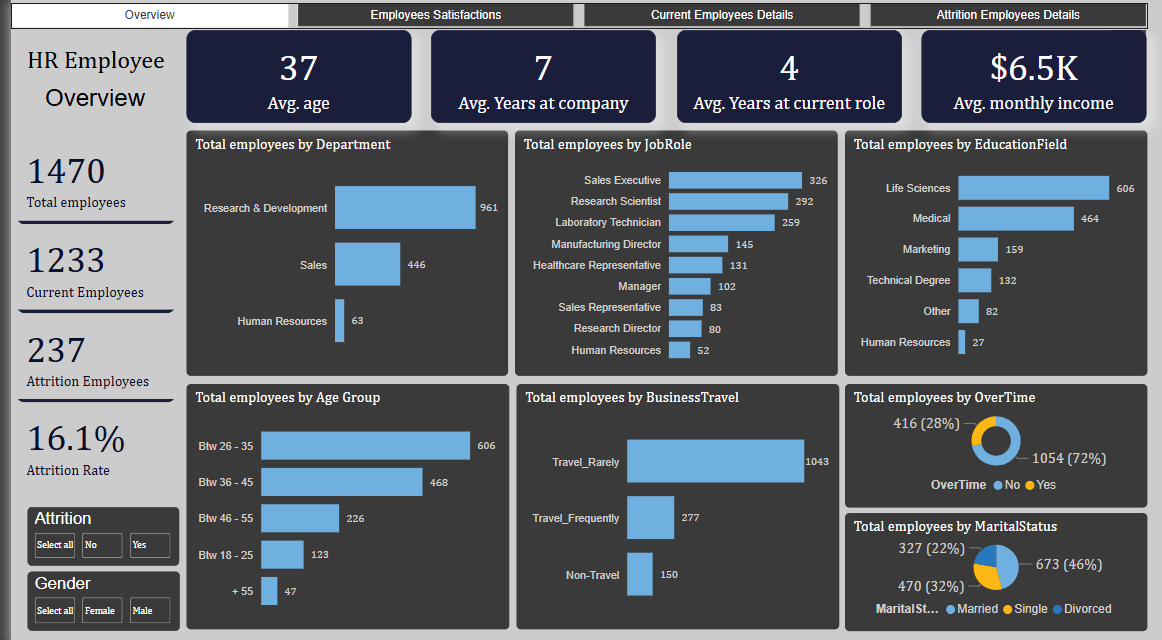 Overview
Employees Satisfactions
Current Employees Details
Attrition Employees Details
HR Employee
Overview
37
Avg. age
7
Avg. Years at company
4
Avg. Years at current role
$6.5K
Avg. monthly income
1470
Total employees
1233
Current Employees
237
Attrition Employees
16.1%
Attrition Rate
Attrition
Select all No Yes
Gender
Select all Female Male
Total employees by Department
Research & Development 961
Sales 446
Human Resources 63
Total employees by JobRole
Sales Executive 326
Research Scientist 292
Laboratory Technician 259
Manufacturing Director 145
Healthcare Representative 131
Manager 102
Sales Representative 83
Research Director 80
Human Resources 52
Total employees by EducationField
Life Sciences 606
Medical 464
Marketing 159
Technical Degree 132
Other 82
Human Resources 27
Total employees by Age Group
Btw 26 - 35 606
Btw 36 - 45 468
Btw 46 - 55 226
Btw 18 - 25 123
+ 55 47
Total employees by BusinessTravel
Travel_Rarely 1043
Travel_Frequently 277
Non-Travel 150
Total employees by OverTime
416 (28%)
1054 (72%)
OverTime No Yes
Total employees by MaritalStatus
327 (22%)
673 (46%)
470 (32%)
MaritalSt... Married Single Divorced